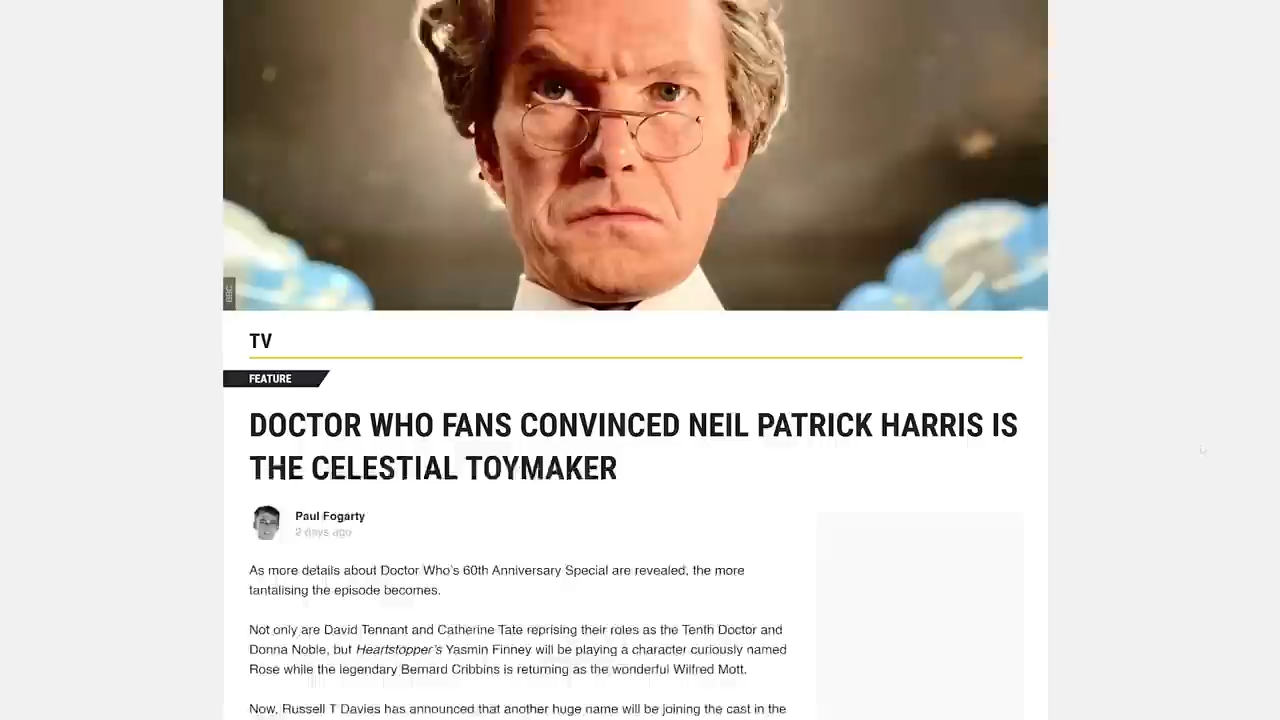 BBC
TV
FEATURE
DOCTOR WHO FANS CONVINCED NEIL PATRICK HARRIS IS
THE CELESTIAL TOYMAKER
Paul Fogarty
2 days ago
As more details about Doctor Who's 60th Anniversary Special are revealed, the more
tantalising the episode becomes.
Not only are David Tennant and Catherine Tate reprising their roles as the Tenth Doctor and
Donna Noble, but Heartstopper's Yasmin Finney will be playing a character curiously named
Rose while the legendary Bernard Cribbins is returning as the wonderful Wilfred Mott.
Now, Russell T Davies has announced that another huge name will be joining the cast in the